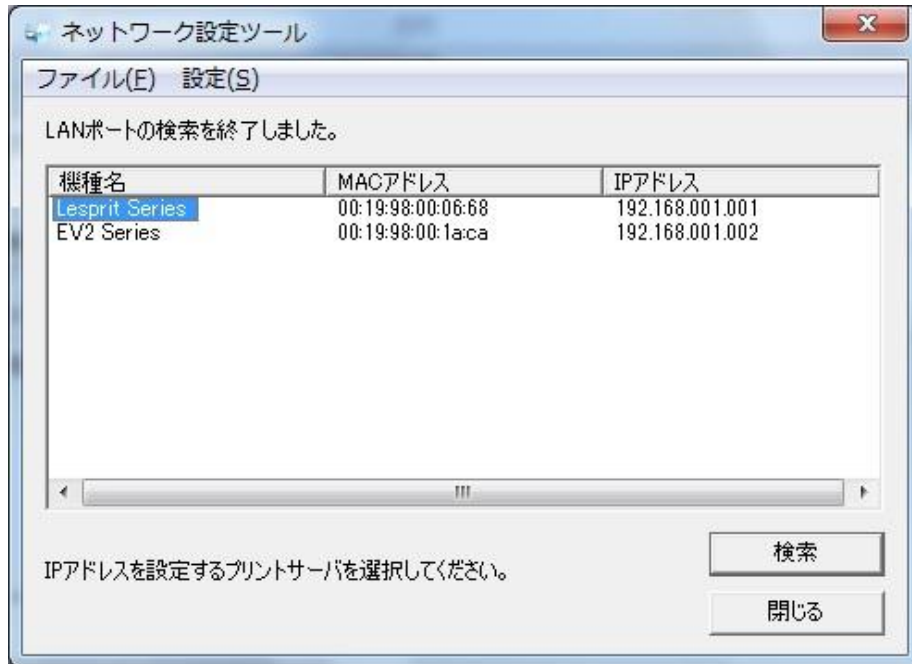 ネットワーク設定ツール
ファイル(F) 設定(S)
LANポートの検索を終了しました。
機種名 MACアドレス IPアドレス
Lesprit Series 00:19:98:00:06:68 192.168.001.001
EV2 Series 00:19:98:00:1a:ca 192.168.001.002
検索
IPアドレスを設定するプリントサーバを選択してください。
閉じる